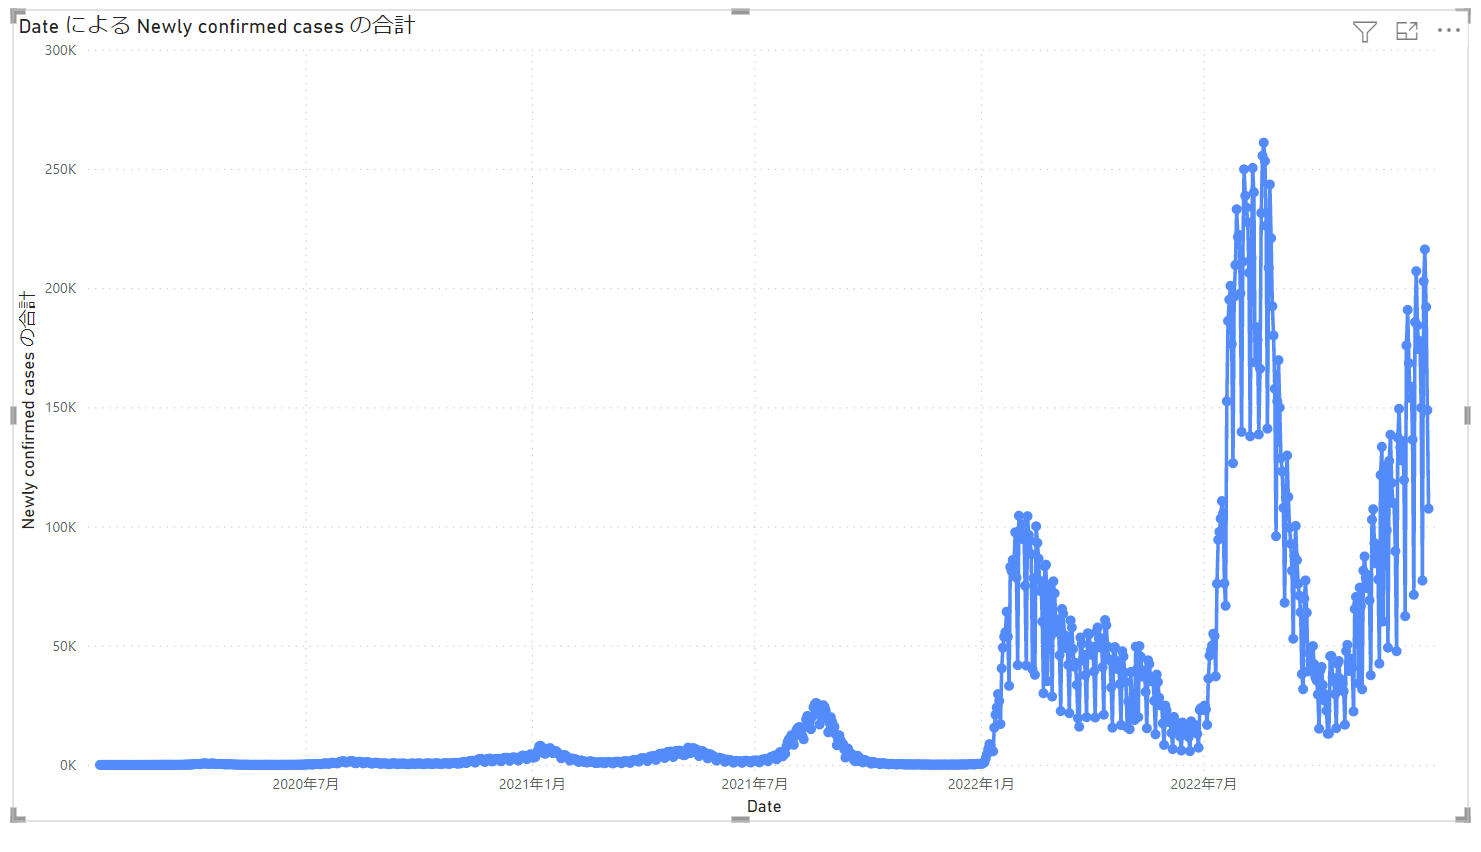 Date による Newly confirmed cases の合計
300K
250K
200K
150K
100K
50K
0K
Newly confirmed cases の合計
2020年7月
2021年1月
2021年7月
2022年1月
2022年7月
Date